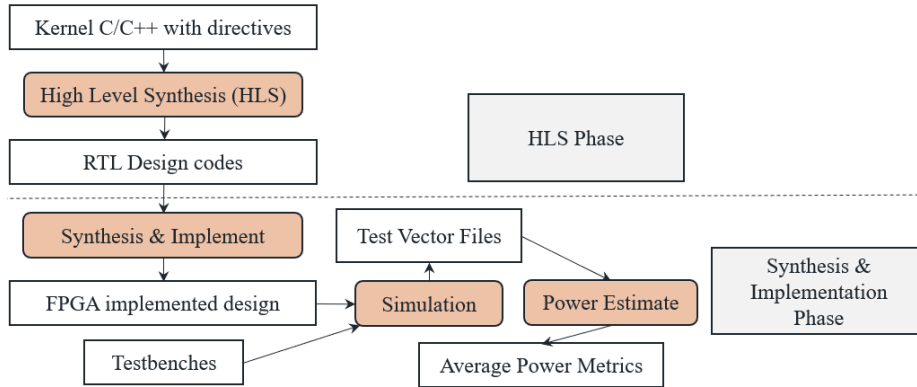 Kernel C/C++ with directives
High Level Synthesis (HLS)
RTL Design codes
HLS Phase
Synthesis & Implement
Test Vector Files
FPGA implemented design
Simulation
Power Estimate
Synthesis &
Implementation
Phase
Testbenches
Average Power Metrics